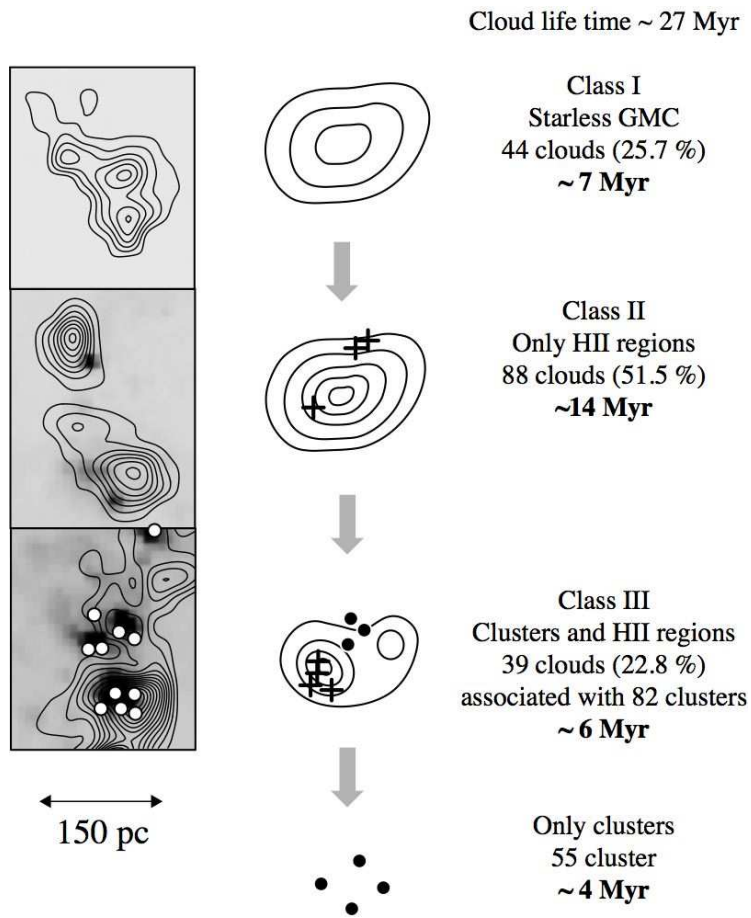 Cloud life time ~ 27 Myr
Class I
Starless GMC
44 clouds (25.7 %)
~ 7 Myr
Class II
Only HII regions
88 clouds (51.5 %)
~14 Myr
Class III
Clusters and HII regions
39 clouds (22.8 %)
associated with 82 clusters
~ 6 Myr
150 pc
Only clusters
55 cluster
~ 4 Myr